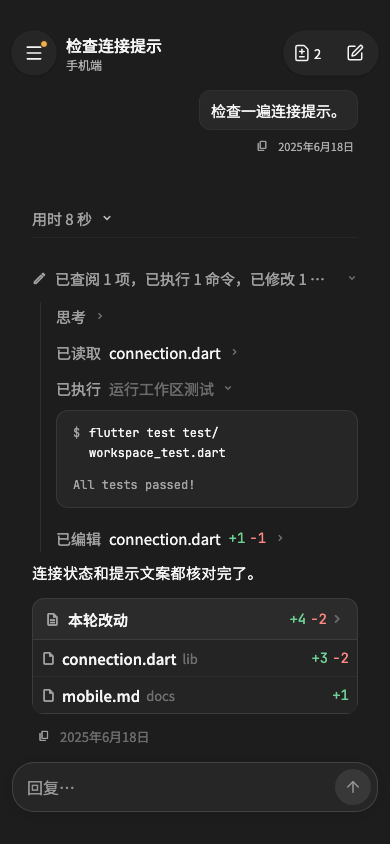 检查连接提示
手机端
2
检查一遍连接提示。
2026年6月18日
用时 8 秒
已查阅 1 项，已执行 1 命令，已修改 1 …
思考
已读取 connection.dart
已执行 运行工作区测试
$ flutter test test/
workspace_test.dart
All tests passed!
已编辑 connection.dart +1 -1
连接状态和提示文案都核对完了。
本轮改动 +4 -2
connection.dart lib +3 -2
mobile.md docs +1
2026年6月18日
回复…